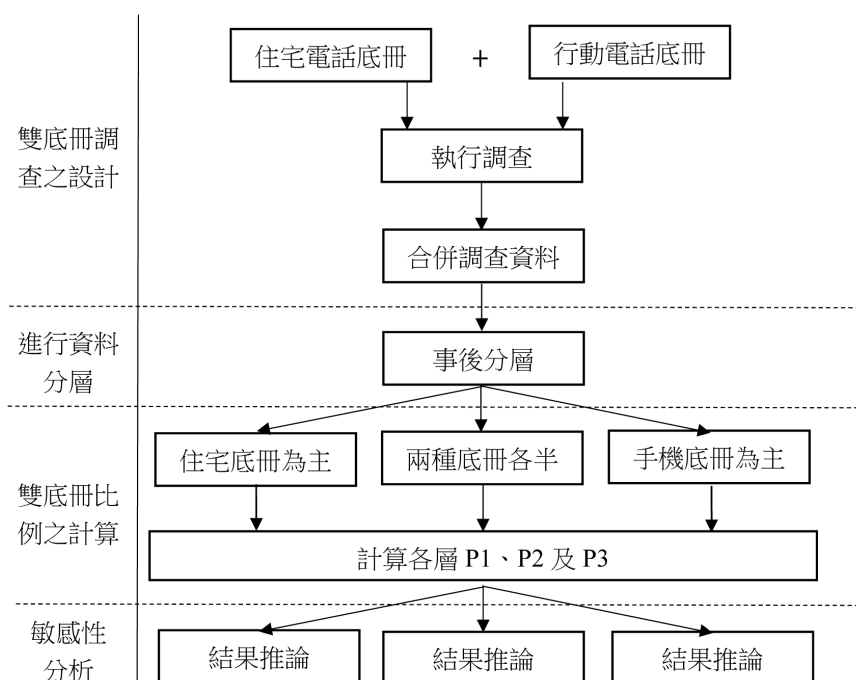 住宅電話底冊
+
行動電話底冊
雙底冊調
查之設計
執行調查
合併調查資料
進行資料
分層
事後分層
雙底冊比
例之計算
住宅底冊為主
兩種底冊各半
手機底冊為主
計算各層 P1、P2 及 P3
敏感性
分析
結果推論
結果推論
結果推論